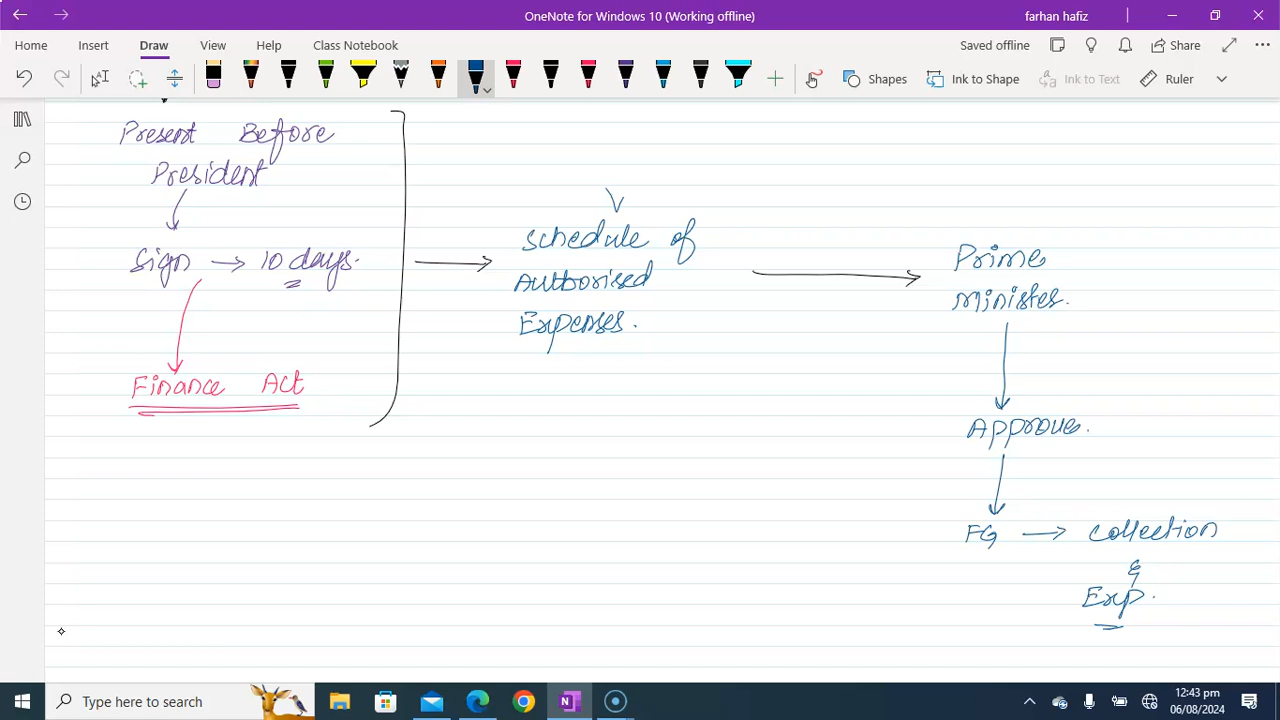 OneNote for Windows 10 (Working offline)
farhan hafiz
Home Insert Draw View Help Class Notebook
Saved offline
Share
Shapes
Ink to Shape
Ink to Text
Ruler
Present Before
President
Sign → 10 days.
Finance Act
→
Schedule of
Authorised
Expenses.
→
Prime
Minister.
Approve.
FG → Collection
&
Exp.
Type here to search
12:43 pm
06/08/2024